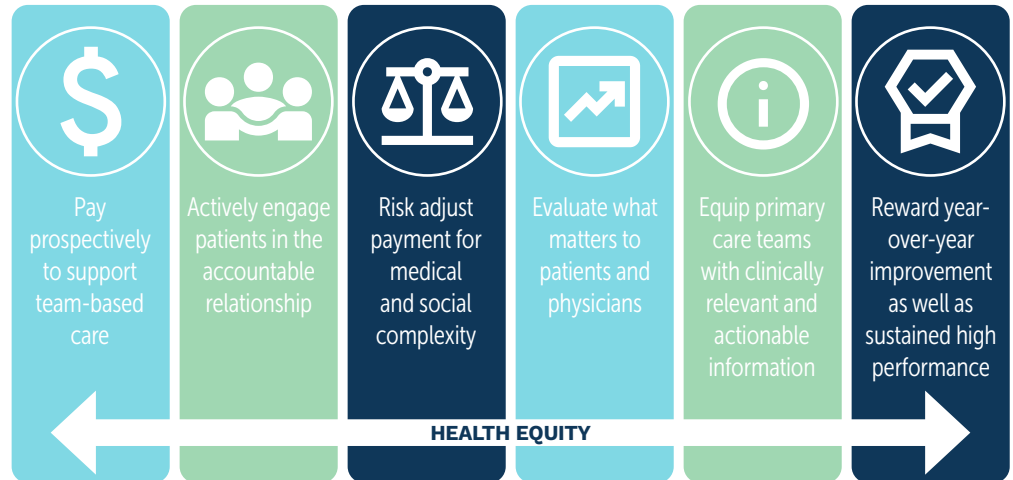 Pay
prospectively
to support
team-based
care
Actively engage
patients in the
accountable
relationship
Risk adjust
payment for
medical
and social
complexity
Evaluate what
matters to
patients and
physicians
Equip primary
care teams
with clinically
relevant and
actionable
information
Reward year-
over-year
improvement
as well as
sustained high
performance
HEALTH EQUITY